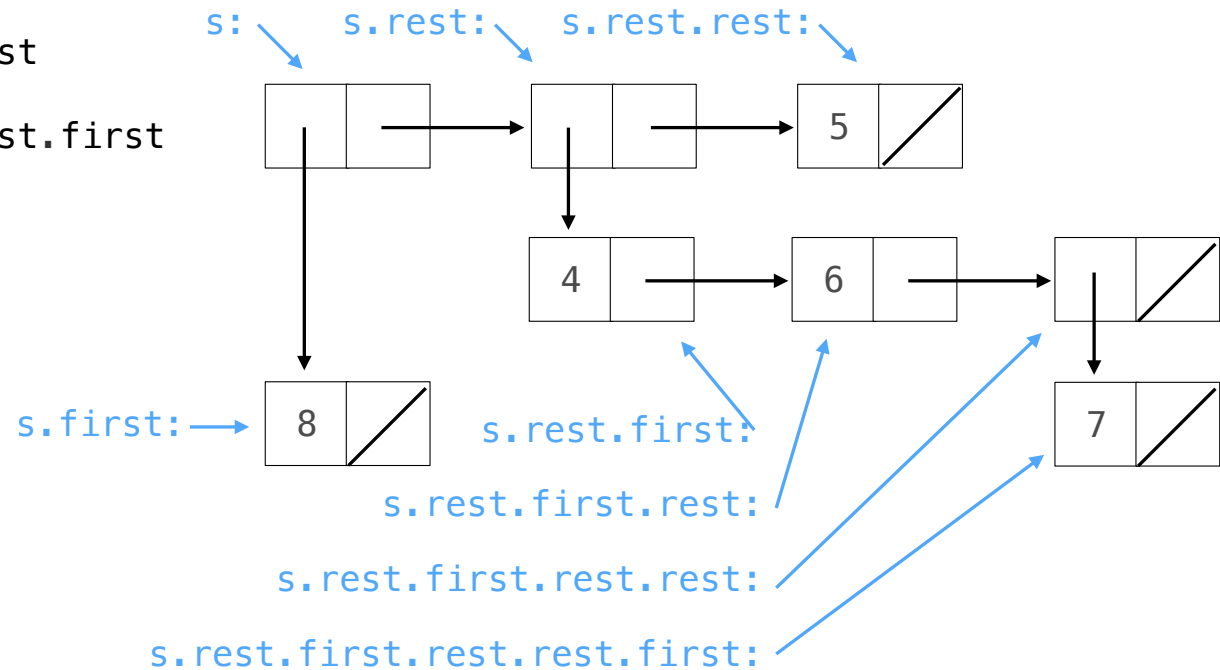 s: s.rest: s.rest.rest:
st
st.first
5
4 6
s.first: 8 s.rest.first: 7
s.rest.first.rest:
s.rest.first.rest.rest:
s.rest.first.rest.rest.first: